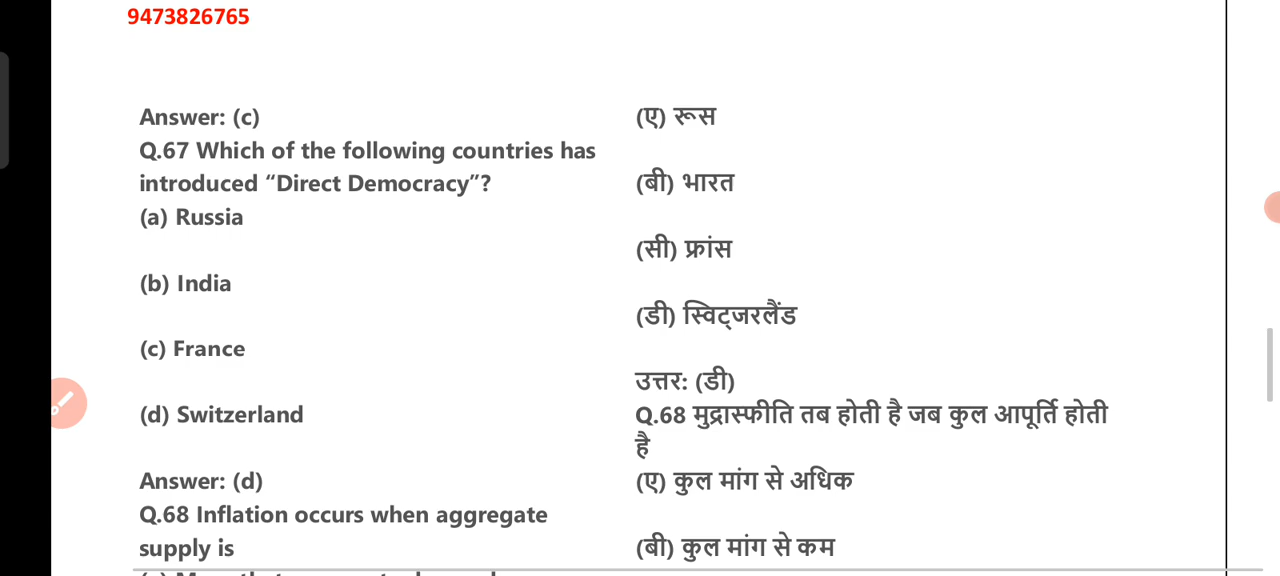 9473826765
Answer: (c)
Q.67 Which of the following countries has
introduced “Direct Democracy”?
(a) Russia
(b) India
(c) France
(d) Switzerland
Answer: (d)
Q.68 Inflation occurs when aggregate
supply is
(ए) रूस
(बी) भारत
(सी) फ्रांस
(डी) स्विट्जरलैंड
उत्तर: (डी)
Q.68 मुद्रास्फीति तब होती है जब कुल आपूर्ति होती
है
(ए) कुल मांग से अधिक
(बी) कुल मांग से कम